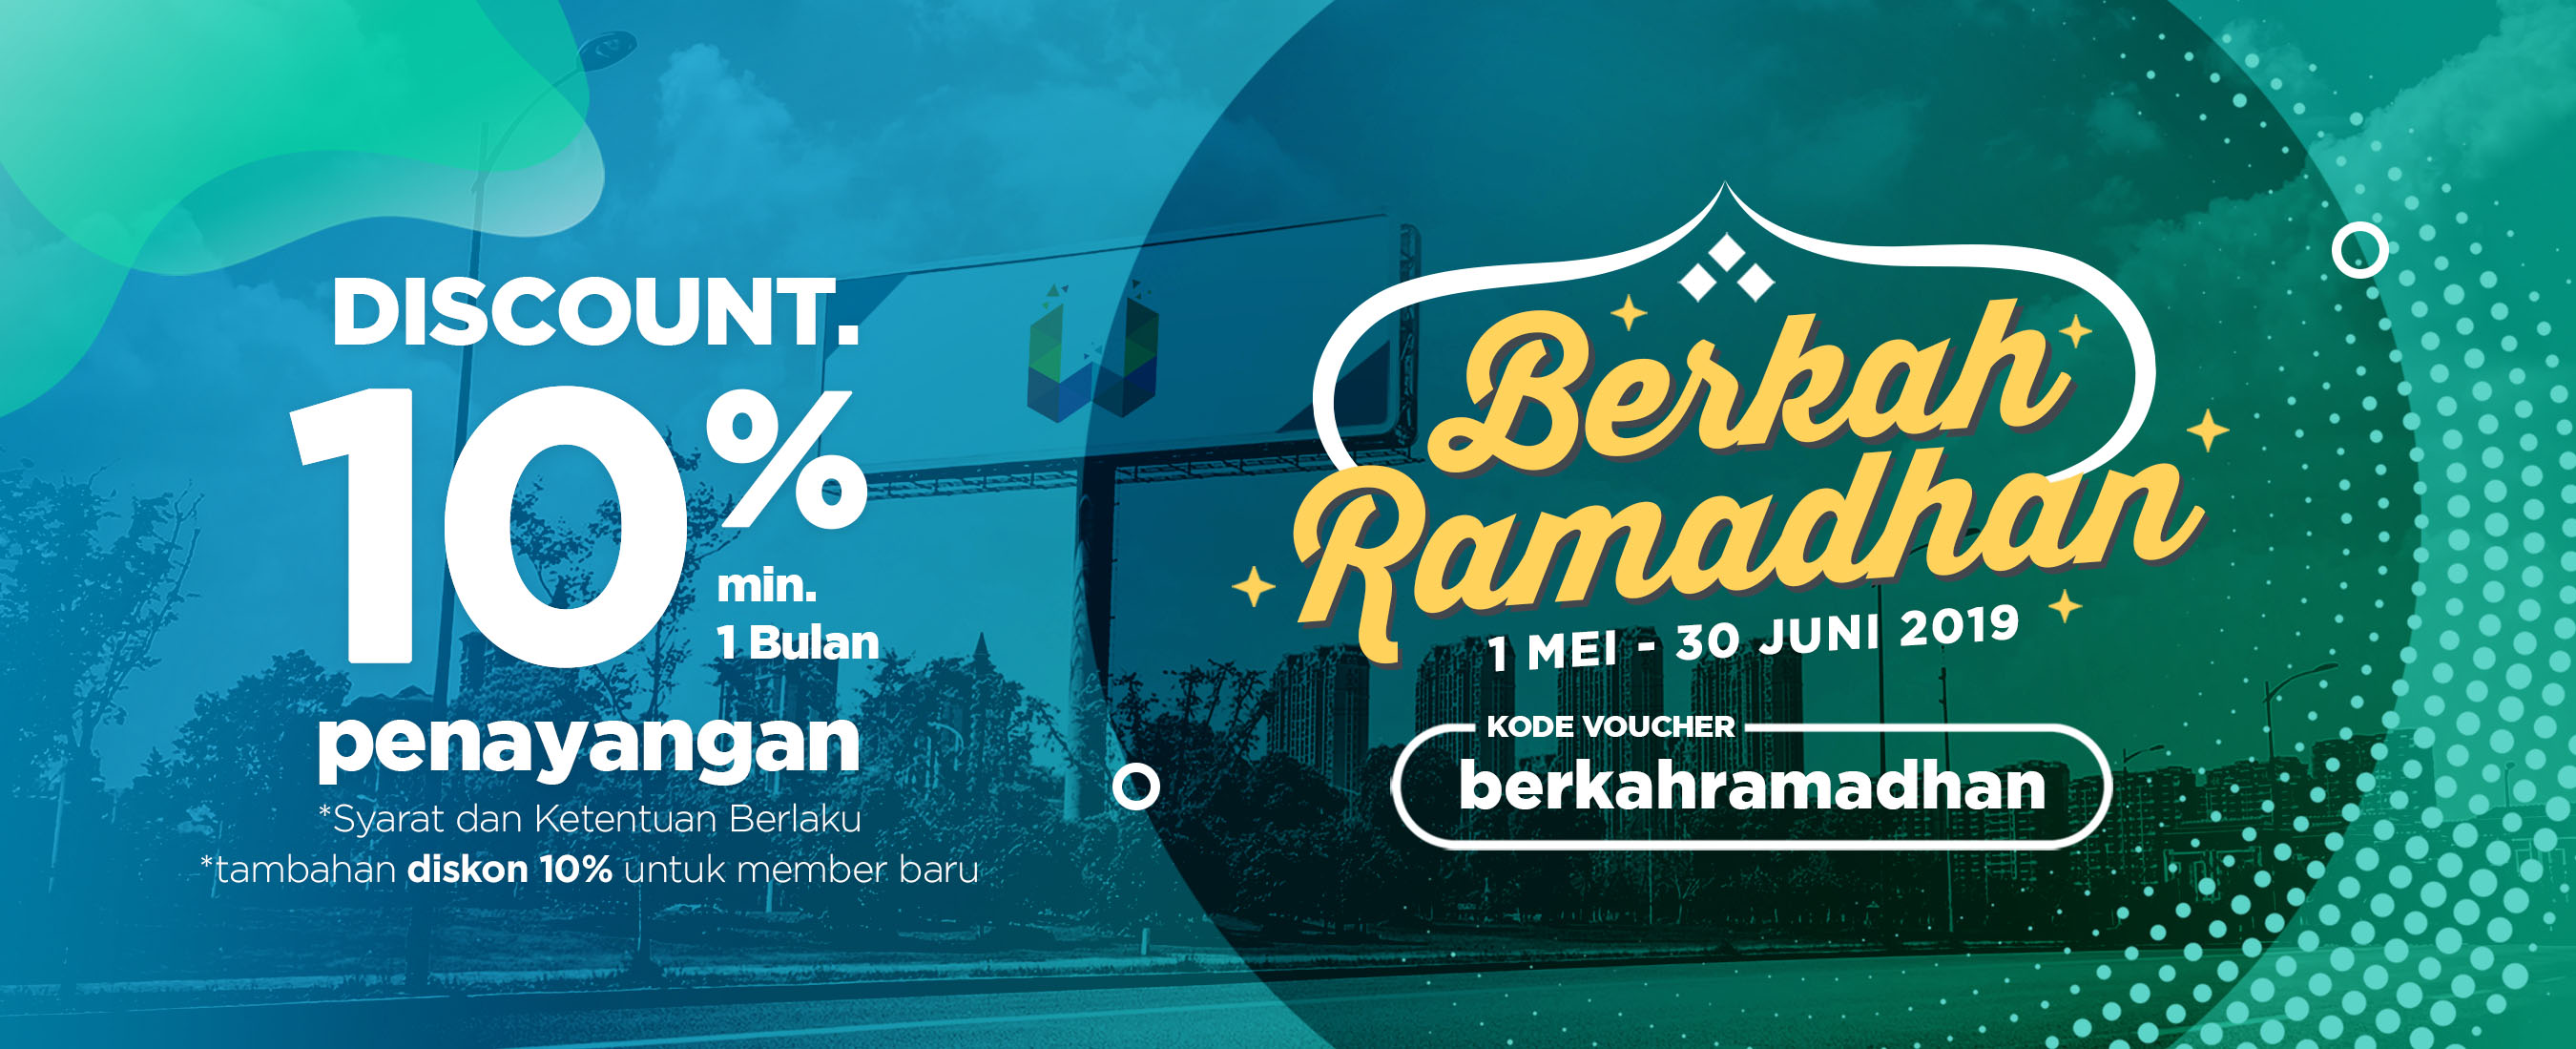 DISCOUNT.
10%
min.
1 Bulan
penayangan
*Syarat dan Ketentuan Berlaku
*tambahan diskon 10% untuk member baru
Berkah
Ramadhan
1 MEI - 30 JUNI 2019
KODE VOUCHER
berkahramadhan